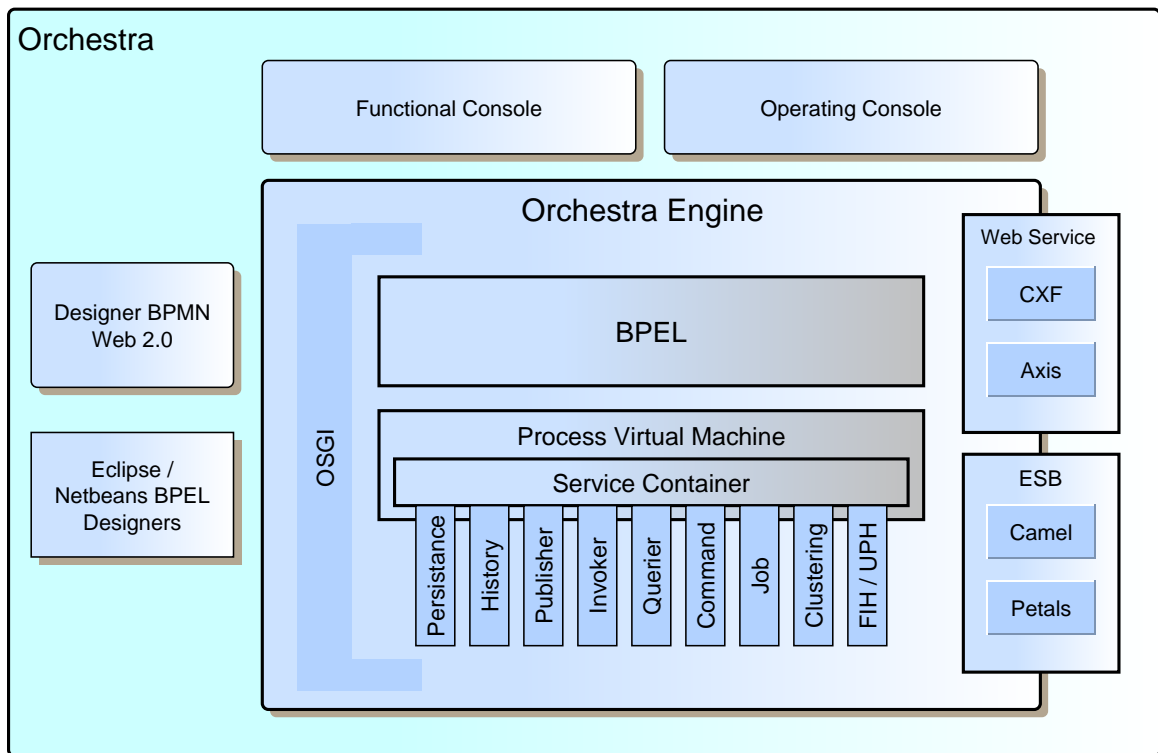 Orchestra
Functional Console
Operating Console
Orchestra Engine
Designer BPMN
Web 2.0
Eclipse /
Netbeans BPEL
Designers
OSGI
BPEL
Process Virtual Machine
Service Container
Persistance
History
Publisher
Invoker
Querier
Command
Job
Clustering
FIH / UPH
Web Service
CXF
Axis
ESB
Camel
Petals